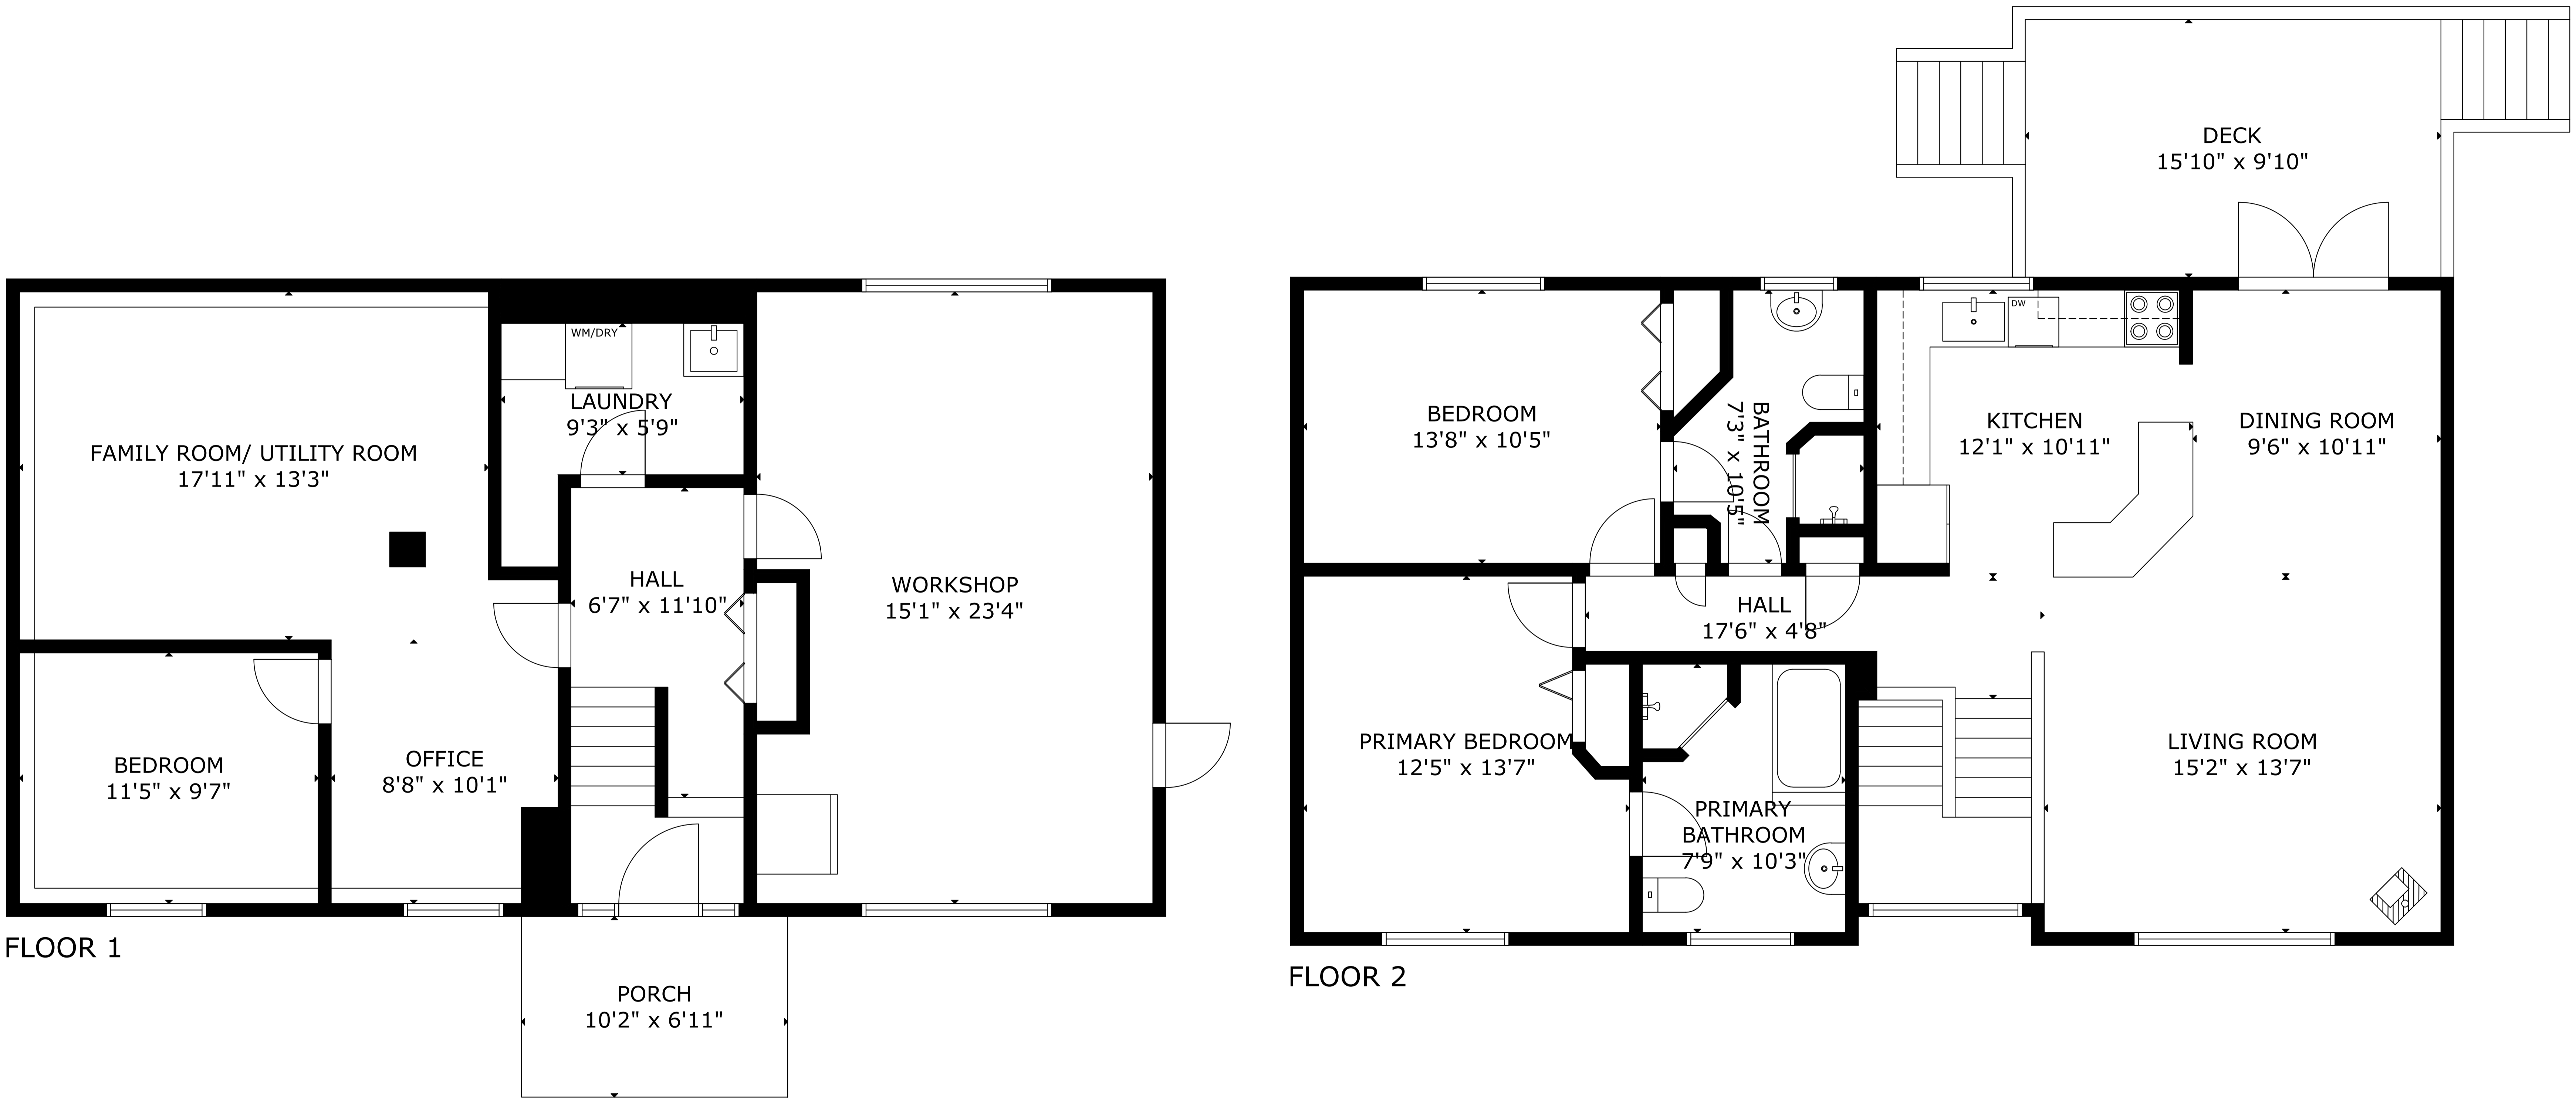 FAMILY ROOM/ UTILITY ROOM
17'11" x 13'3"
WM/DRY
LAUNDRY
9'3" x 5'9"
HALL
6'7" x 11'10"
WORKSHOP
15'1" x 23'4"
BEDROOM
11'5" x 9'7"
OFFICE
8'8" x 10'1"
FLOOR 1
PORCH
10'2" x 6'11"
DECK
15'10" x 9'10"
BEDROOM
13'8" x 10'5"
BATHROOM
7'3" x 10'5"
DW
KITCHEN
12'1" x 10'11"
DINING ROOM
9'6" x 10'11"
HALL
17'6" x 4'8"
PRIMARY BEDROOM
12'5" x 13'7"
PRIMARY
BATHROOM
7'9" x 10'3"
LIVING ROOM
15'2" x 13'7"
FLOOR 2